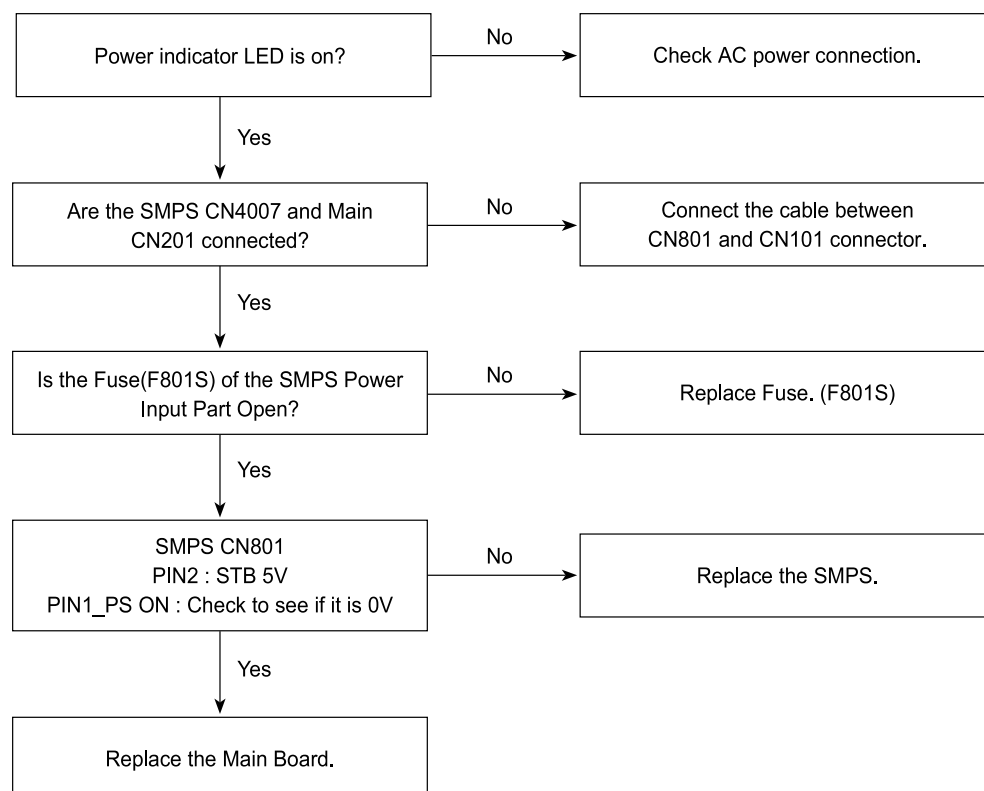 Power indicator LED is on?
No
Check AC power connection.
Yes
Are the SMPS CN4007 and Main
CN201 connected?
No
Connect the cable between
CN801 and CN101 connector.
Yes
Is the Fuse(F801S) of the SMPS Power
Input Part Open?
No
Replace Fuse. (F801S)
Yes
SMPS CN801
PIN2 : STB 5V
PIN1_PS ON : Check to see if it is 0V
No
Replace the SMPS.
Yes
Replace the Main Board.